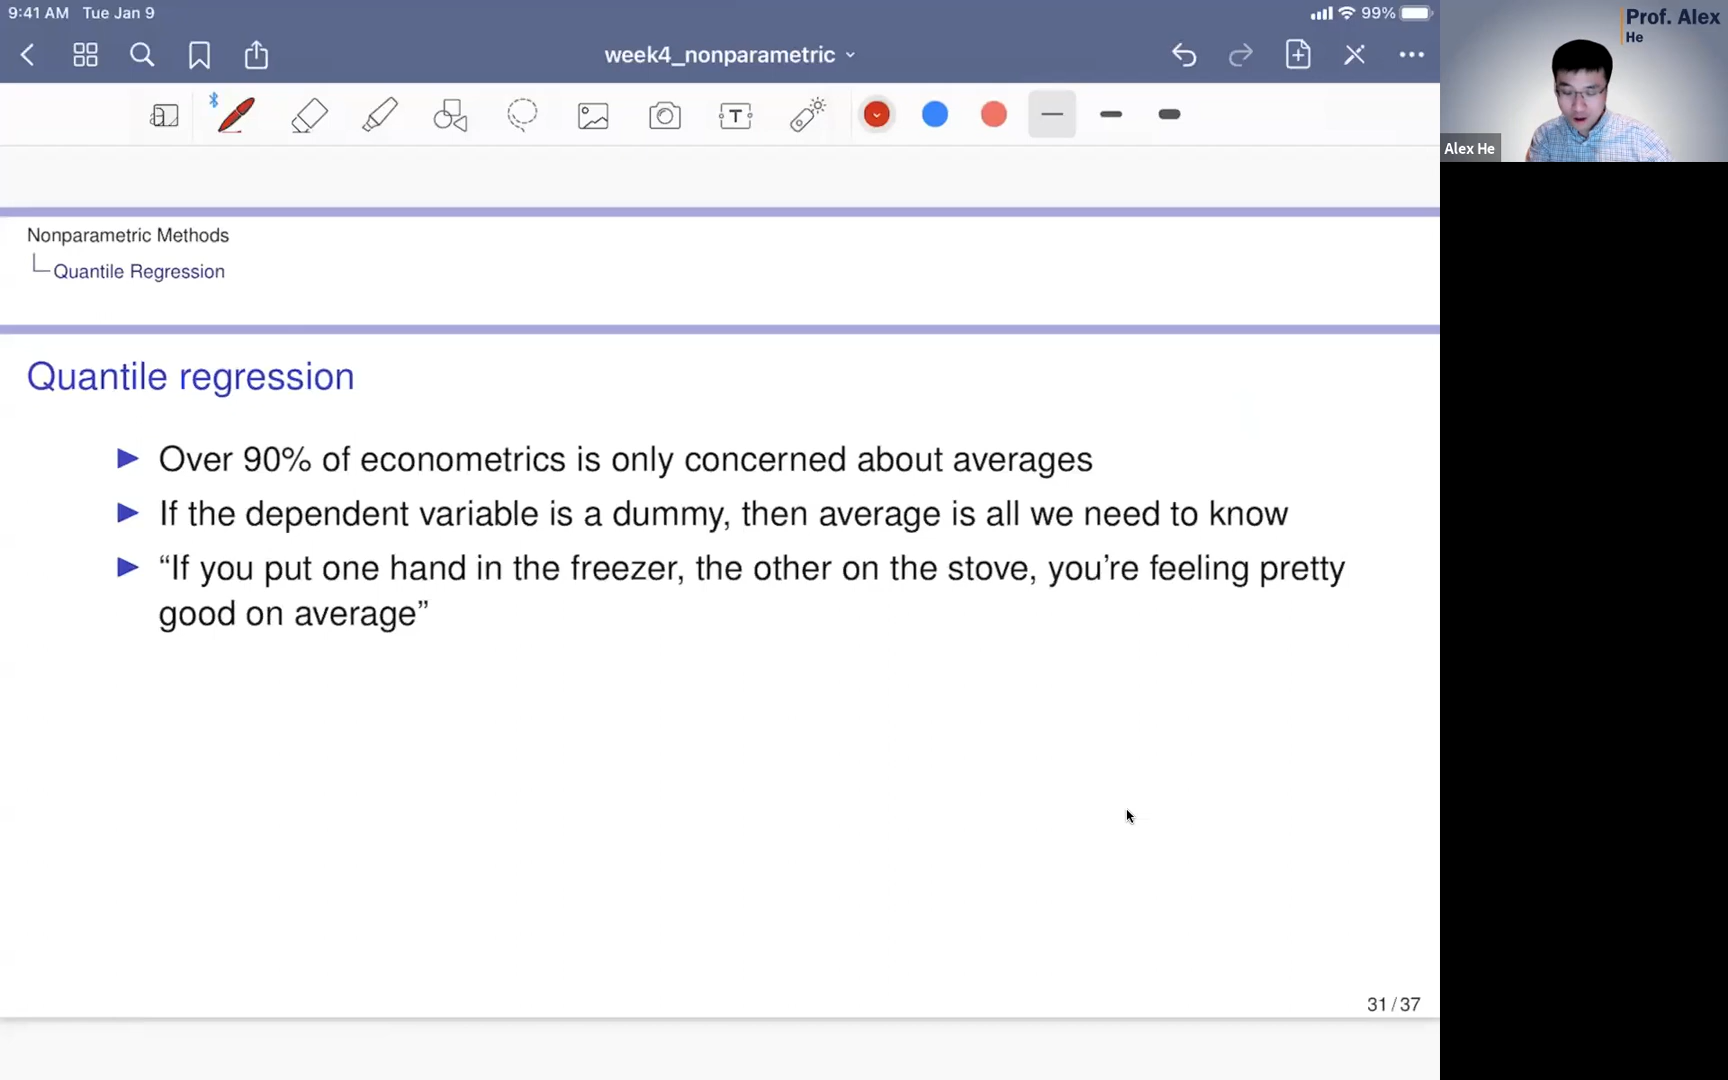 9:41 AM Tue Jan 9
99%
week4_nonparametric
T
Prof. Alex
He
Alex He
Nonparametric Methods
Quantile Regression
Quantile regression
Over 90% of econometrics is only concerned about averages
If the dependent variable is a dummy, then average is all we need to know
“If you put one hand in the freezer, the other on the stove, you’re feeling pretty
good on average”
31 / 37